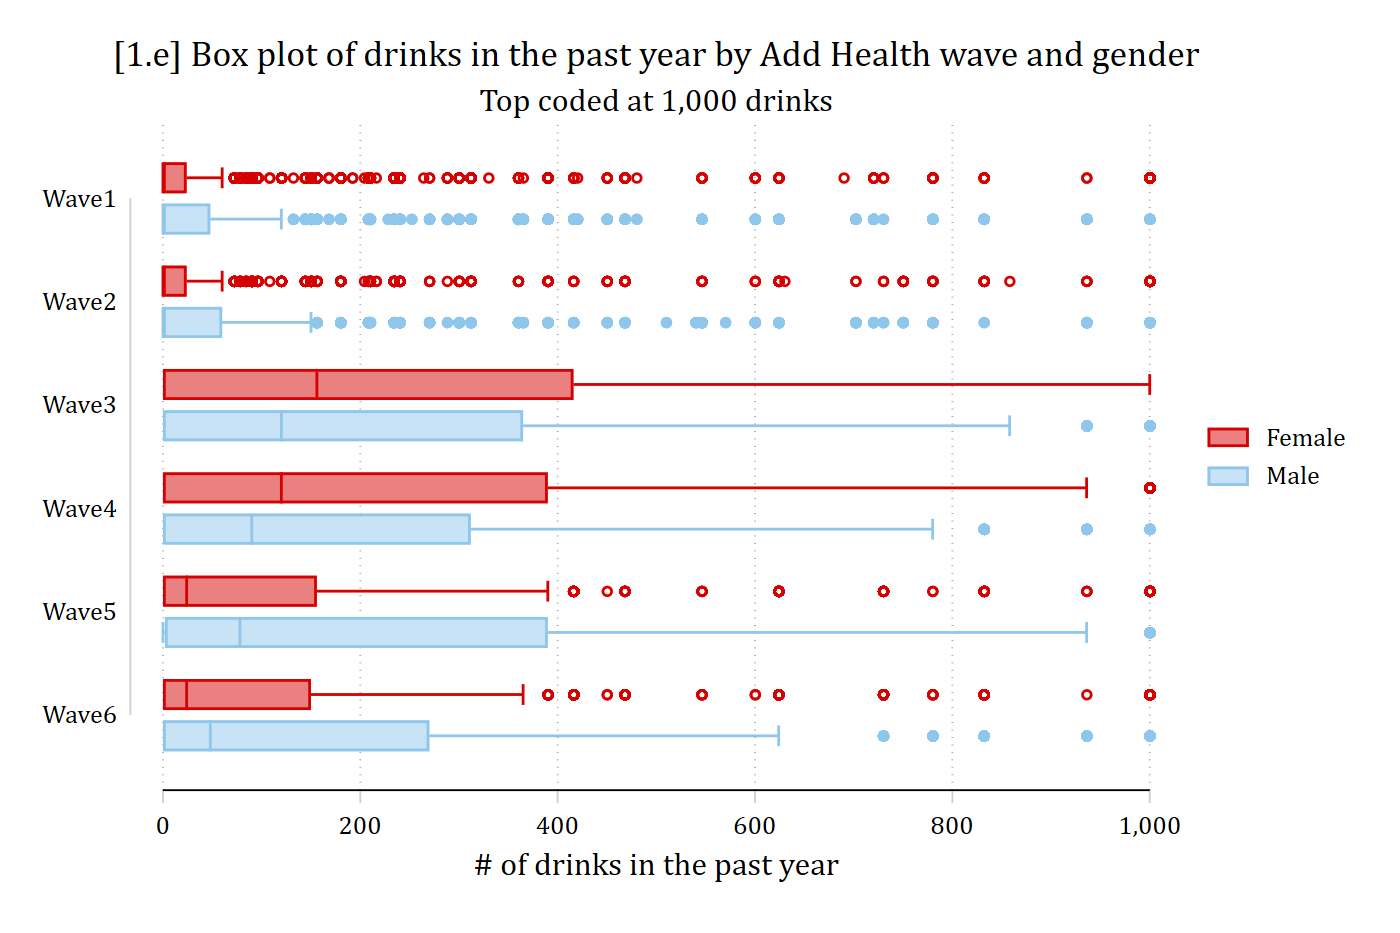 [1.e] Box plot of drinks in the past year by Add Health wave and gender
Top coded at 1,000 drinks
Wave1
Wave2
Wave3
Wave4
Wave5
Wave6
Female
Male
0 200 400 600 800 1,000
# of drinks in the past year